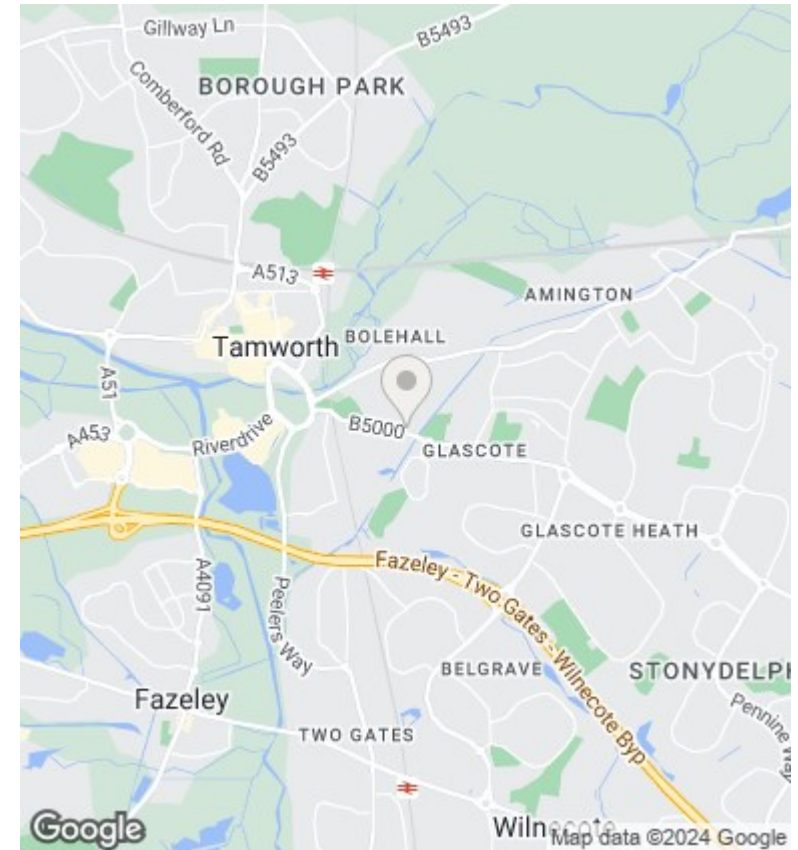 Gillway Ln
B5493
Comberford Rd
BOROUGH PARK
B5493
A513
AMINGTON
Tamworth
BOLEHALL
A51
A453
Riverdrive
B5000
GLASCOTE
GLASCOTE HEATH
Fazeley - Two Gates - Wilnecote Byp
A4091
Peelers Way
BELGRAVE
STONYDELPH
Fazeley
Pennine Way
TWO GATES
Wilnecote
Google
Map data ©2024 Google